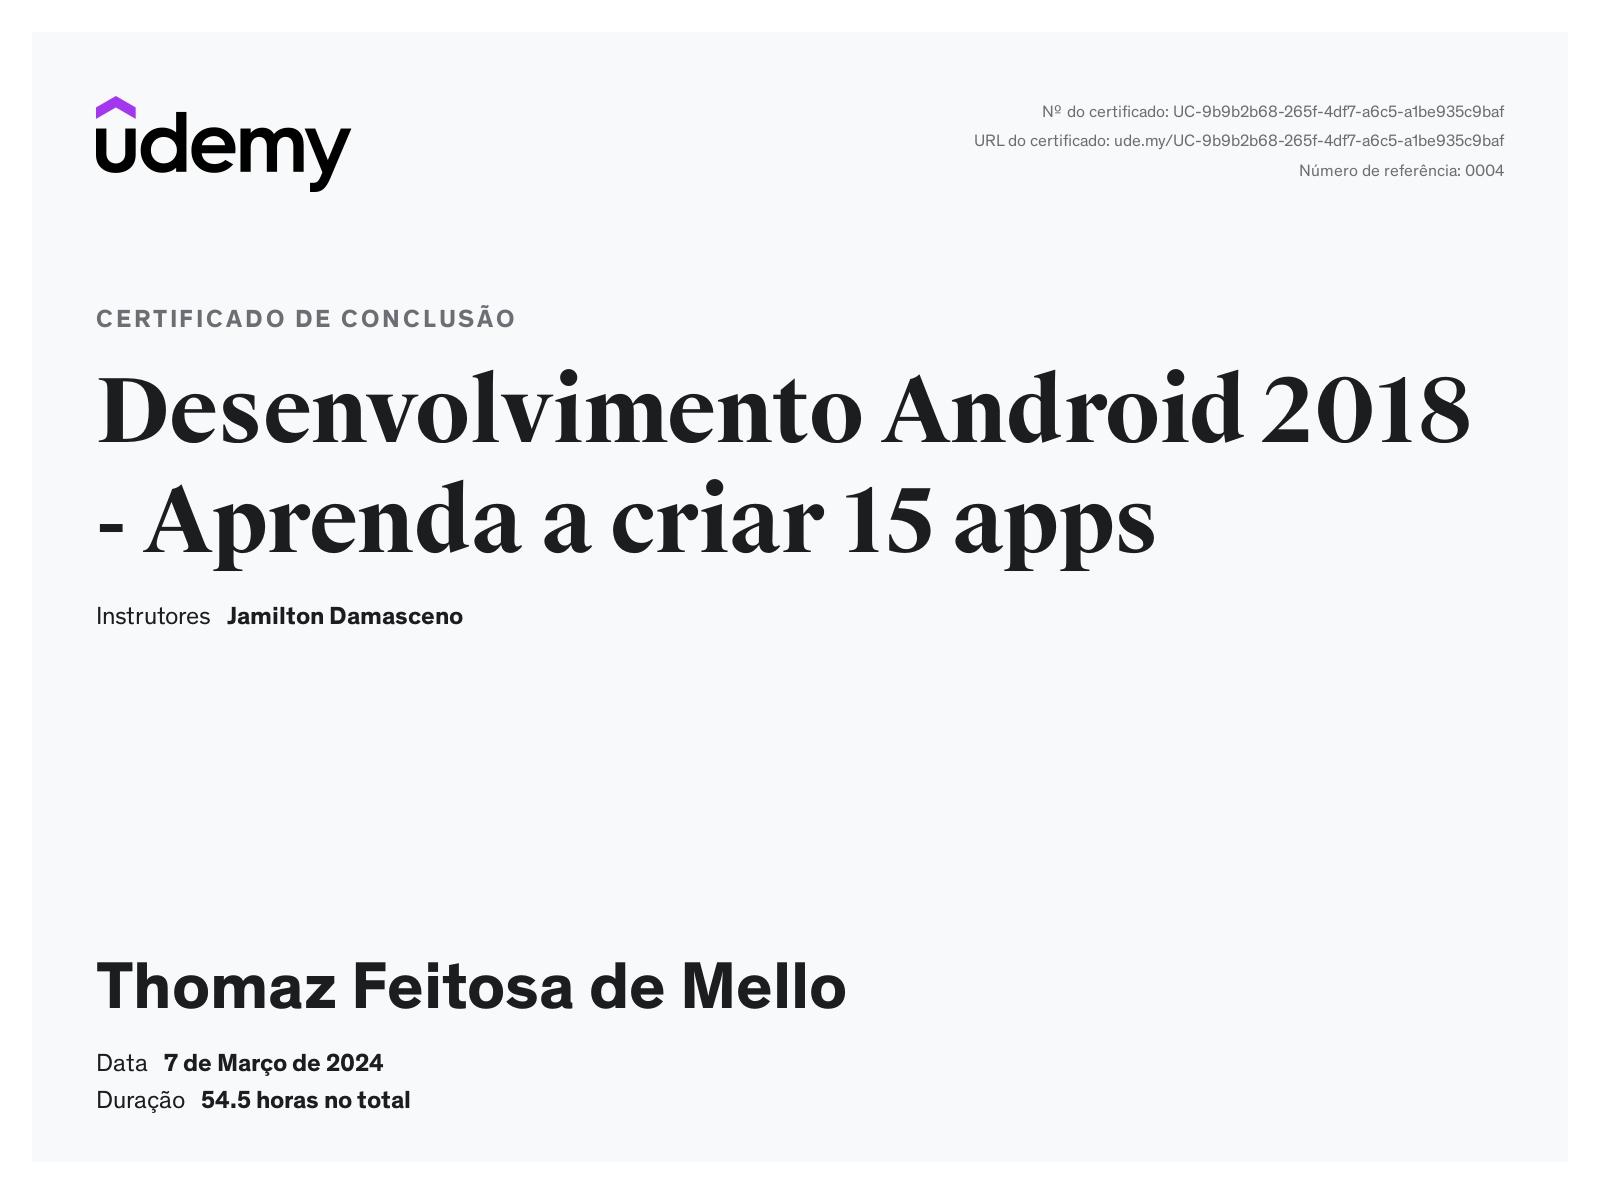 udemy
Nº do certificado: UC-9b9b2b68-265f-4df7-a6c5-a1be935c9baf
URL do certificado: ude.my/UC-9b9b2b68-265f-4df7-a6c5-a1be935c9baf
Número de referência: 0004
CERTIFICADO DE CONCLUSÃO
Desenvolvimento Android 2018
- Aprenda a criar 15 apps
Instrutores Jamilton Damasceno
Thomaz Feitosa de Mello
Data 7 de Março de 2024
Duração 54.5 horas no total